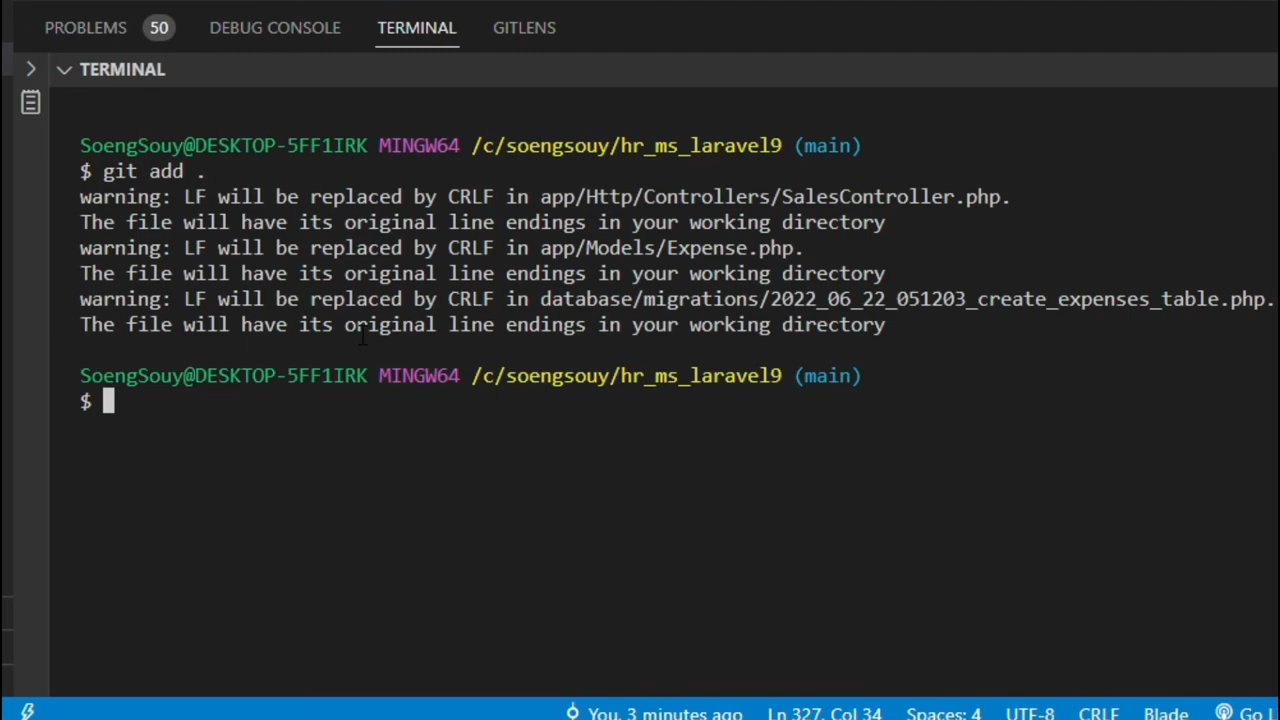 PROBLEMS 50 DEBUG CONSOLE TERMINAL GITLENS
TERMINAL
SoengSouy@DESKTOP-5FF1IRK MINGW64 /c/soengsouy/hr_ms_laravel9 (main)
$ git add .
warning: LF will be replaced by CRLF in app/Http/Controllers/SalesController.php.
The file will have its original line endings in your working directory
warning: LF will be replaced by CRLF in app/Models/Expense.php.
The file will have its original line endings in your working directory
warning: LF will be replaced by CRLF in database/migrations/2022_06_22_051203_create_expenses_table.php.
The file will have its original line endings in your working directory
SoengSouy@DESKTOP-5FF1IRK MINGW64 /c/soengsouy/hr_ms_laravel9 (main)
$
You, 3 minutes ago Ln 327, Col 34 Spaces: 4 UTF-8 CRLF Blade Go L